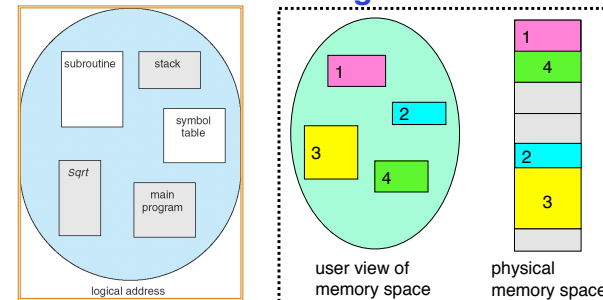 subroutine
stack
symbol
table
Sqrt
main
program
logical address
1
2
3
4
user view of
memory space
1
4
2
3
physical
memory space